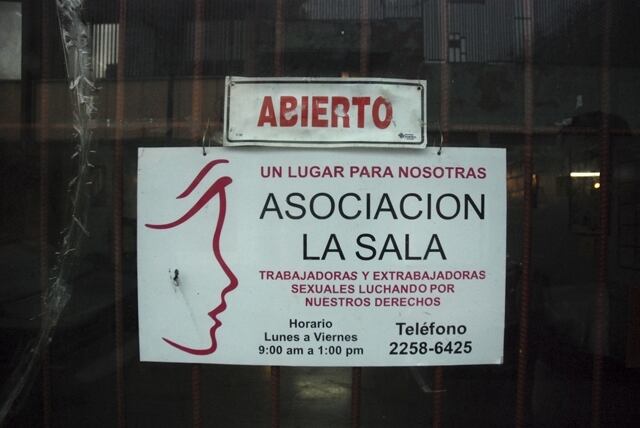 ABIERTO
UN LUGAR PARA NOSOTRAS
ASOCIACION
LA SALA
TRABAJADORAS Y EXTRABAJADORAS
SEXUALES LUCHANDO POR
NUESTROS DERECHOS
Horario
Lunes a Viernes
9:00 am a 1:00 pm
Teléfono
2258-6425